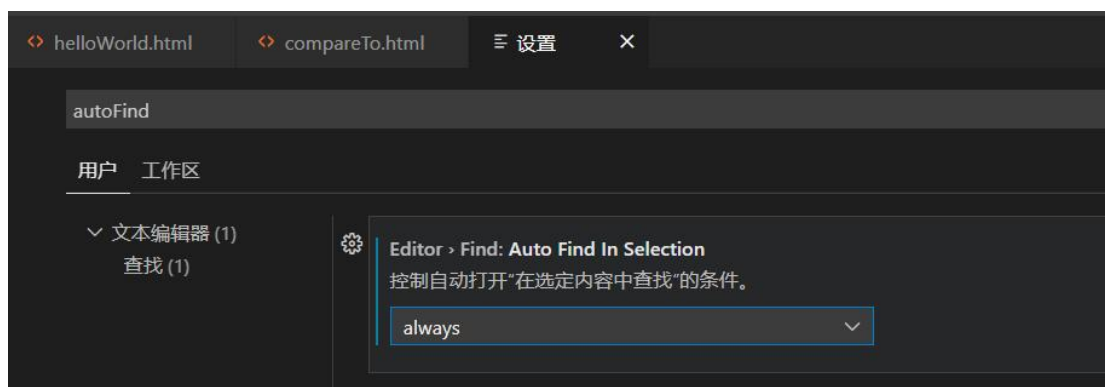 helloWorld.html compareTo.html 设置
autoFind
用户 工作区
文本编辑器 (1)
查找 (1)
Editor › Find: Auto Find In Selection
控制自动打开“在选定内容中查找”的条件。
always